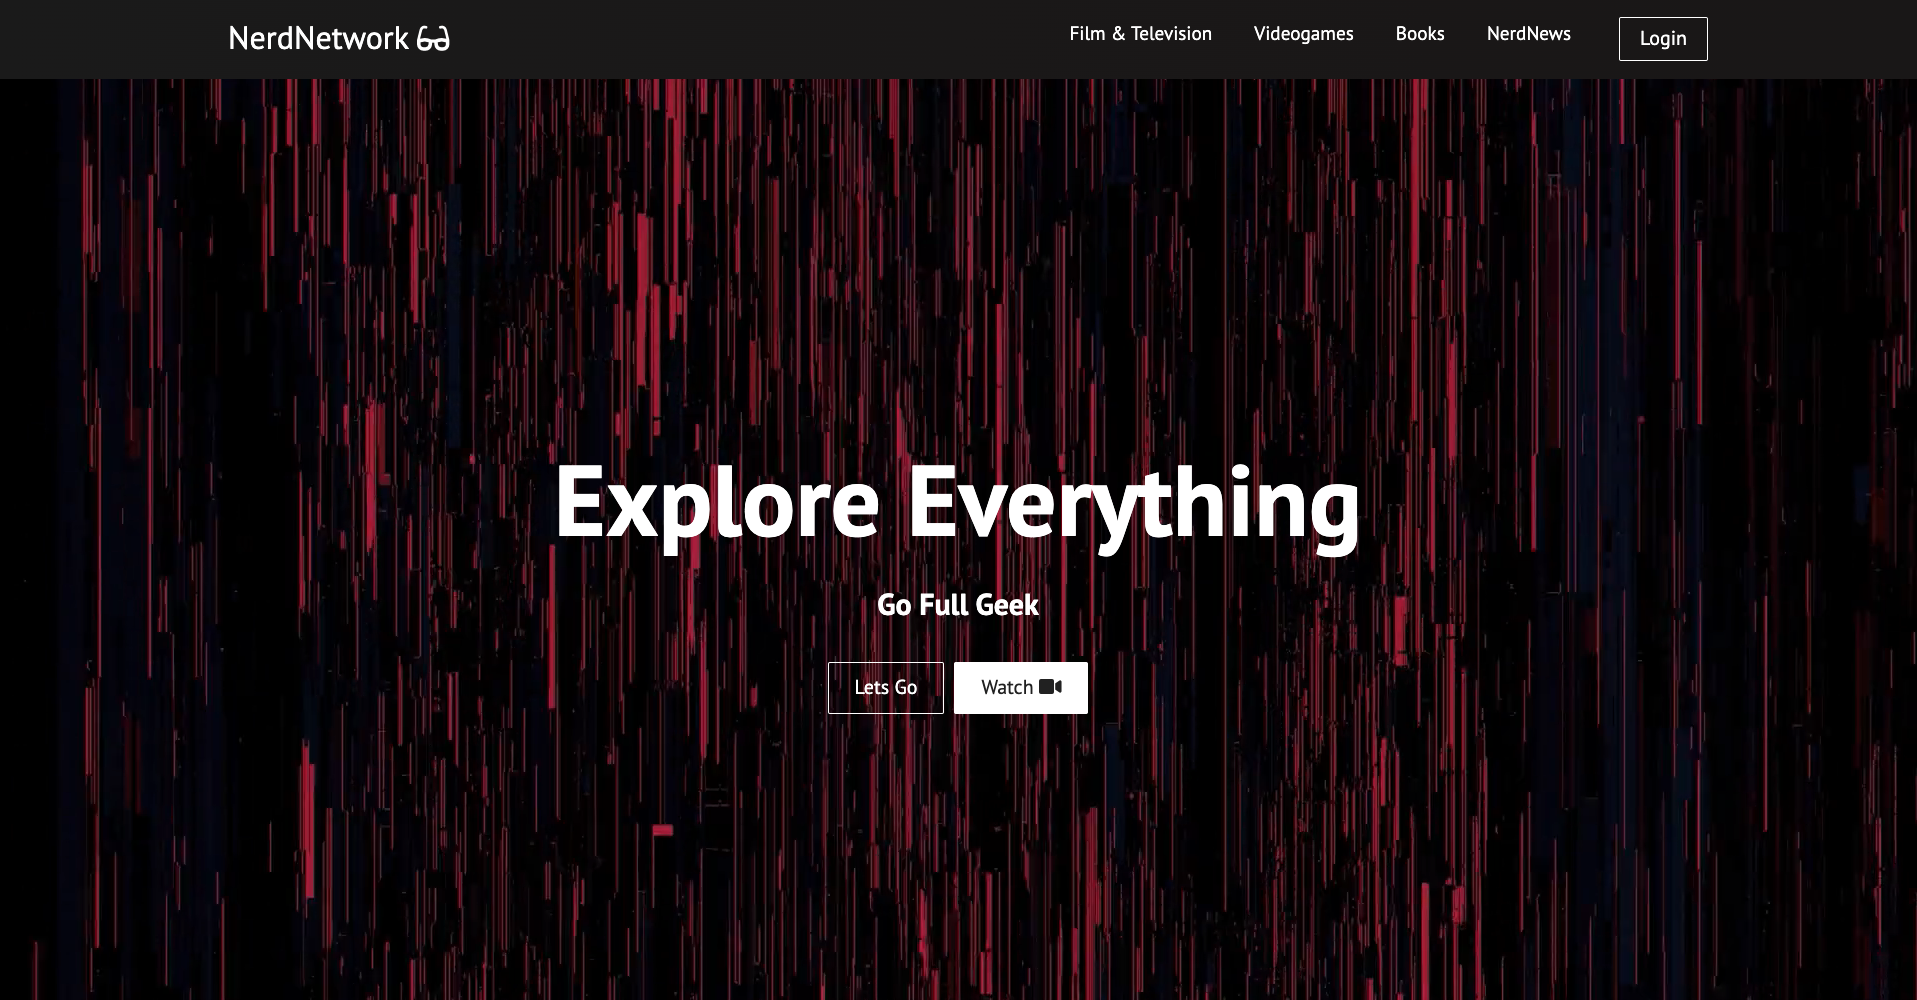 NerdNetwork
Film & Television
Videogames
Books
NerdNews
Login
Explore Everything
Go Full Geek
Lets Go
Watch